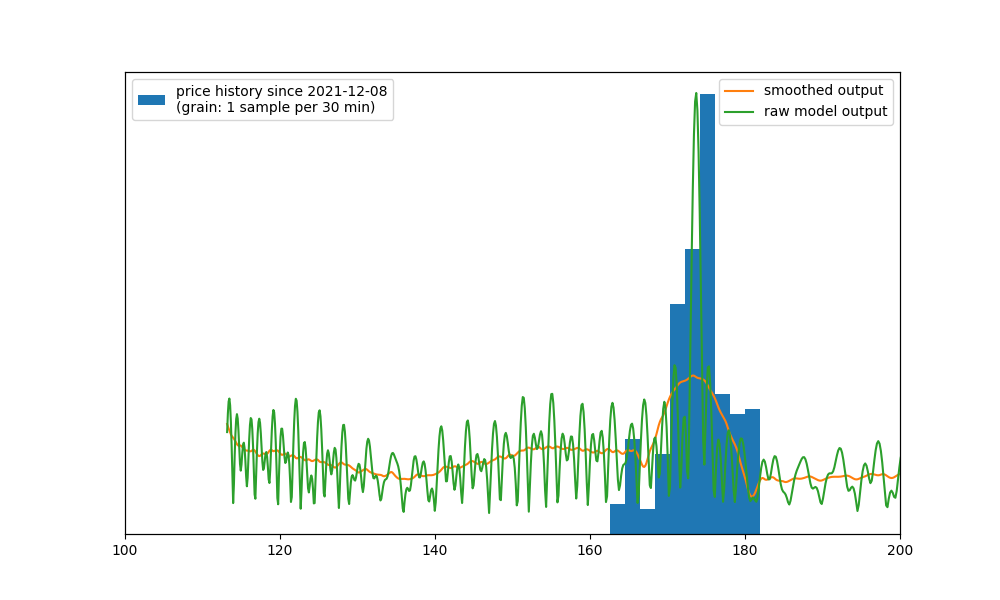 price history since 2021-12-08
(grain: 1 sample per 30 min)
smoothed output
raw model output
100
120
140
160
180
200